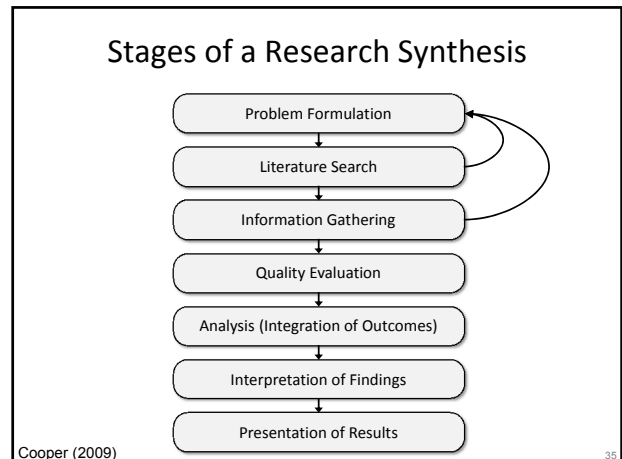 Stages of a Research Synthesis
Problem Formulation
Literature Search
Information Gathering
Quality Evaluation
Analysis (Integration of Outcomes)
Interpretation of Findings
Presentation of Results
Cooper (2009)
35